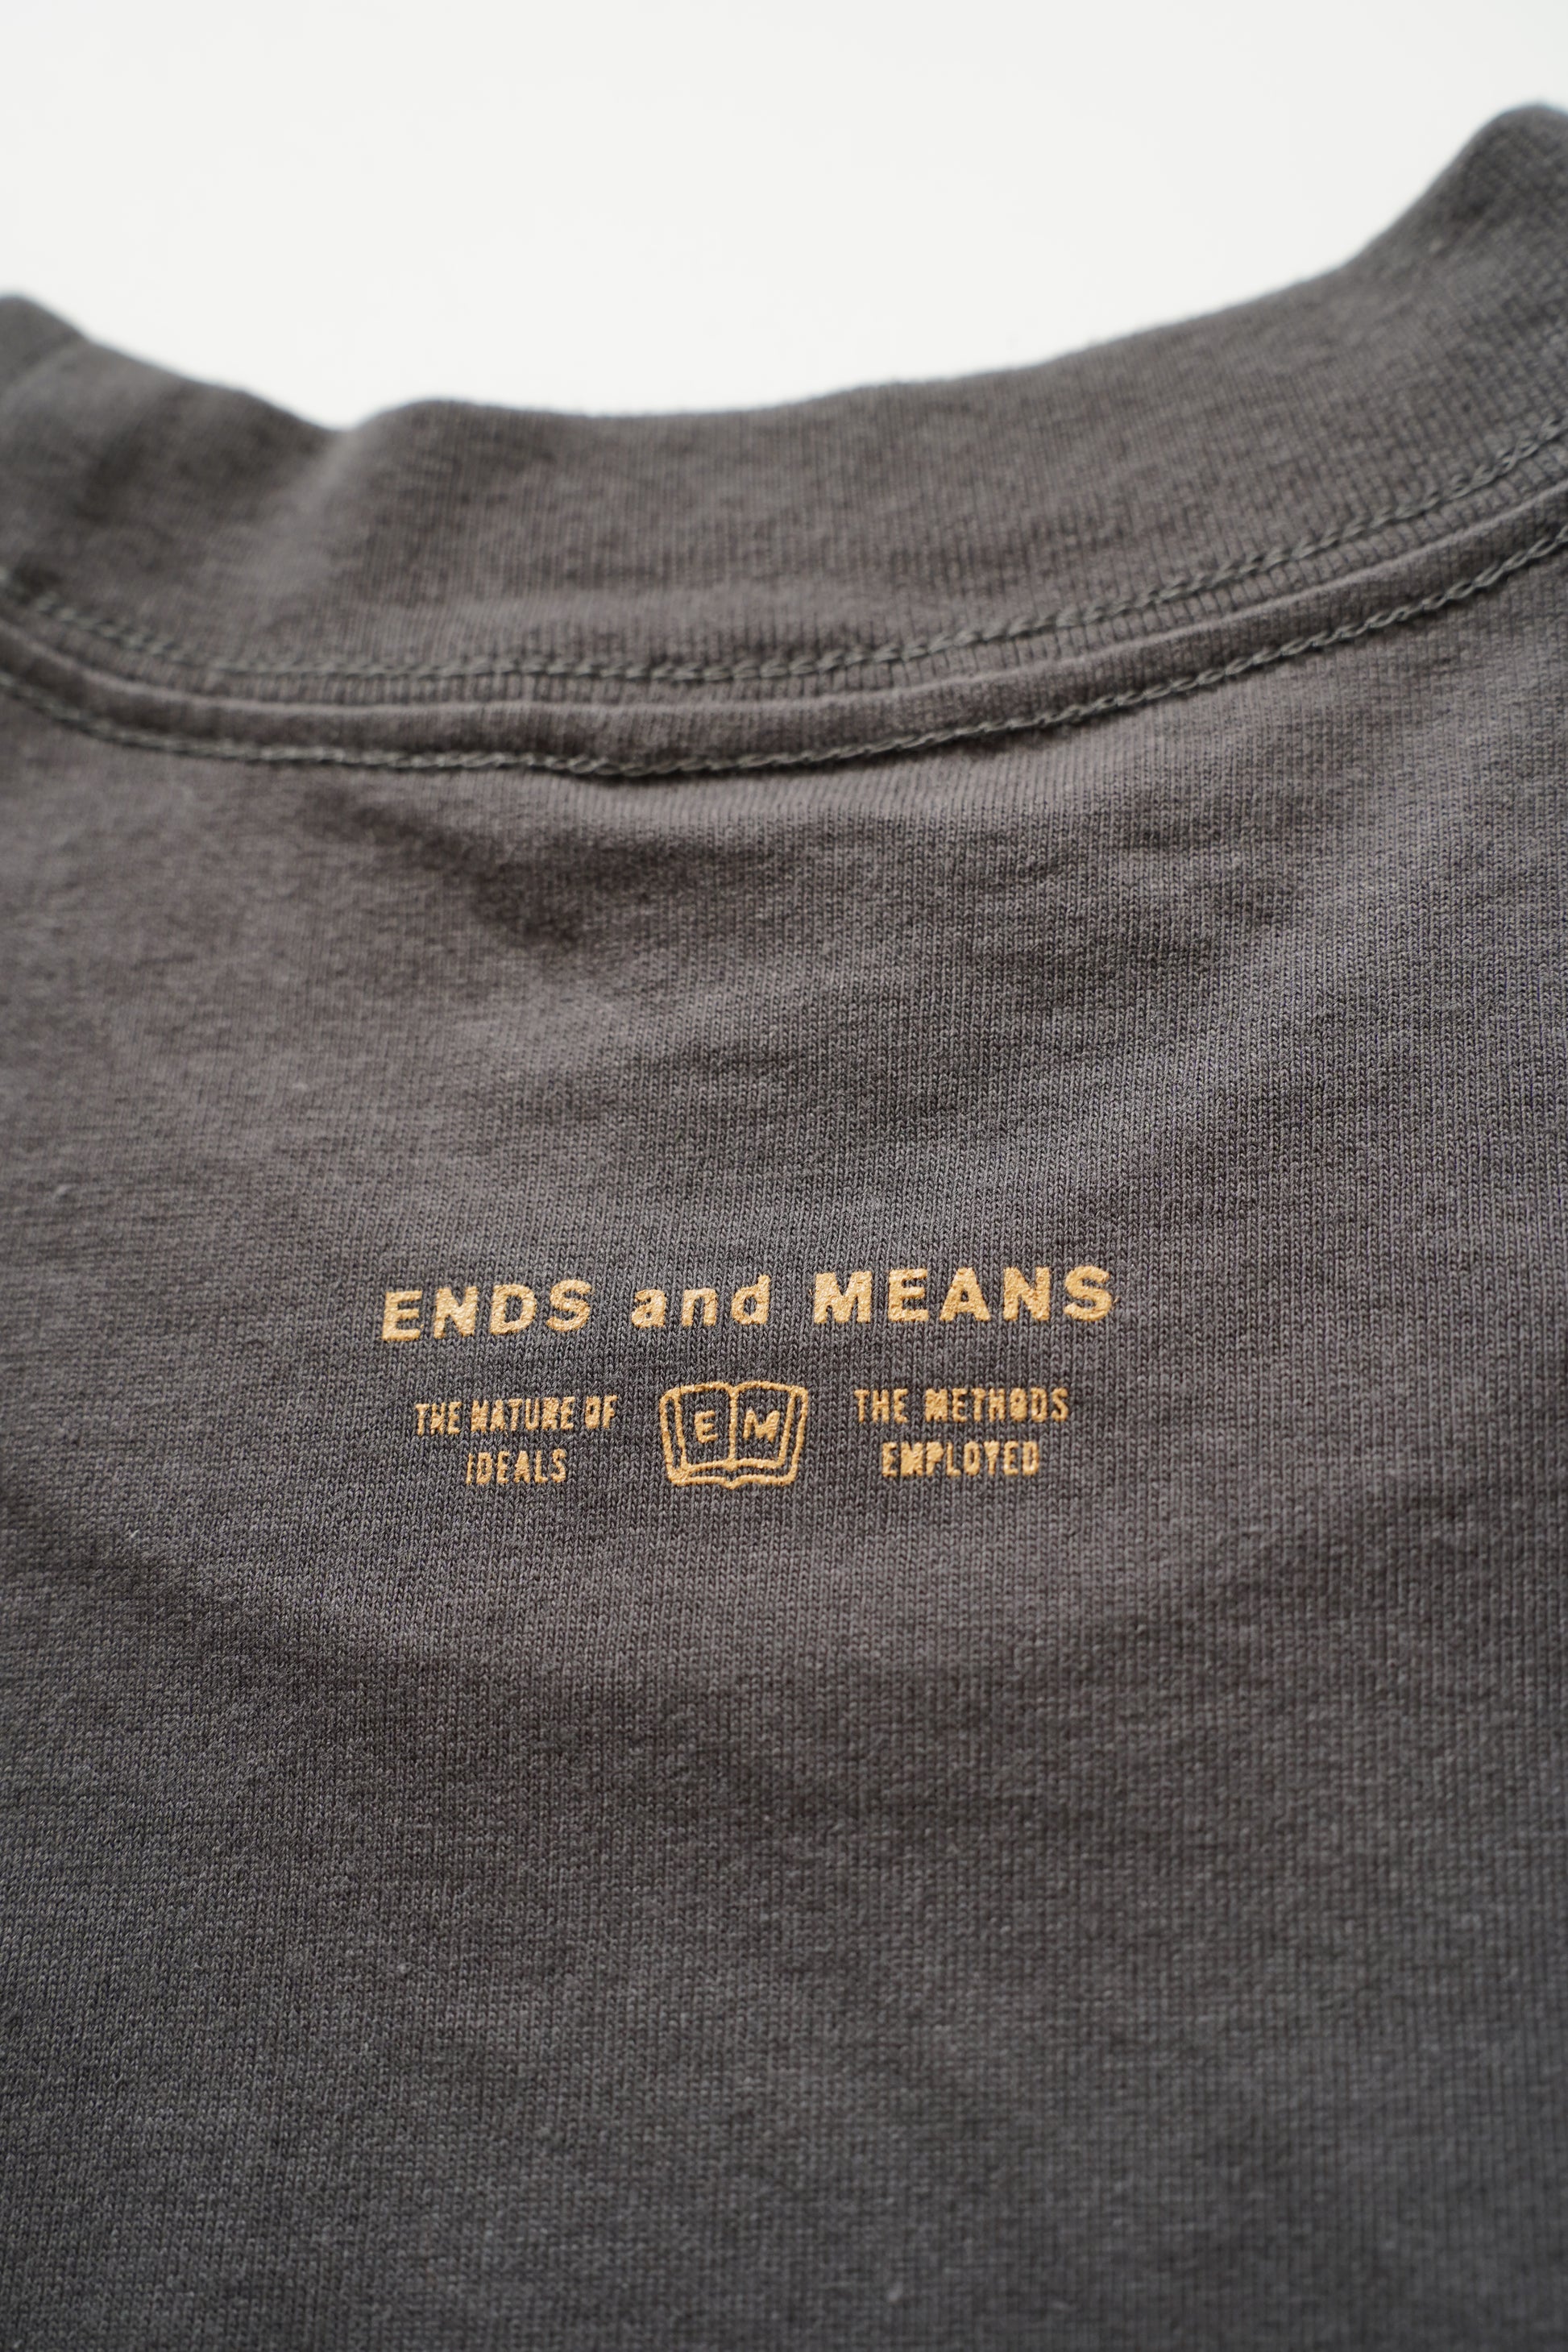 ENDS and MEANS
THE NATURE OF
IDEALS
E M
THE METHODS
EMPLOYED